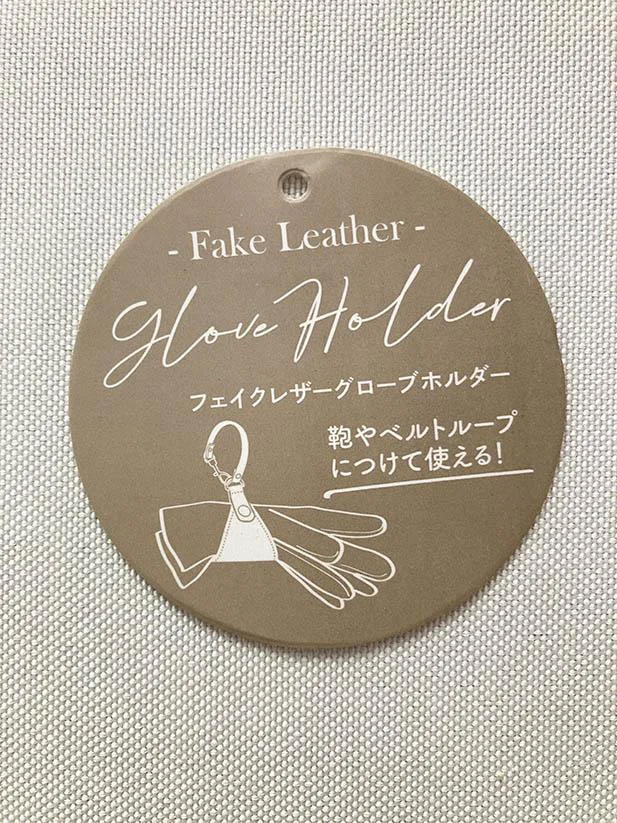 - Fake Leather -
Glove Holder
フェイクレザーグローブホルダー
鞄やベルトループ
につけて使える!